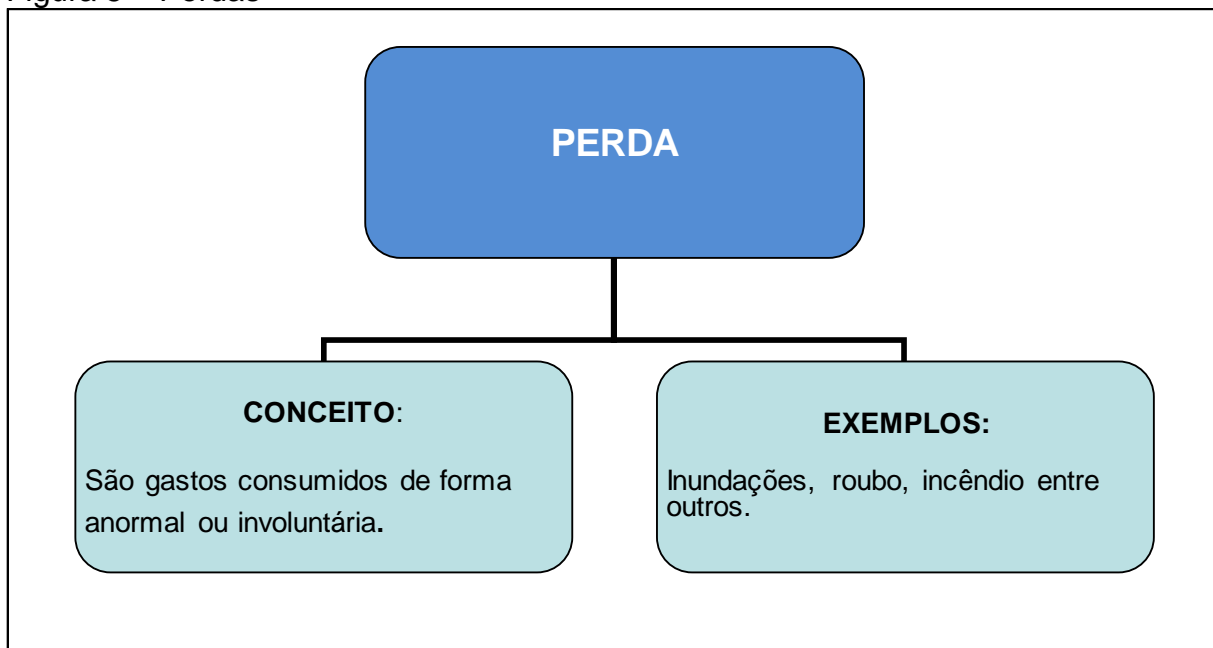 PERDA
CONCEITO:
São gastos consumidos de forma
anormal ou involuntária.
EXEMPLOS:
Inundações, roubo, incêndio entre
outros.